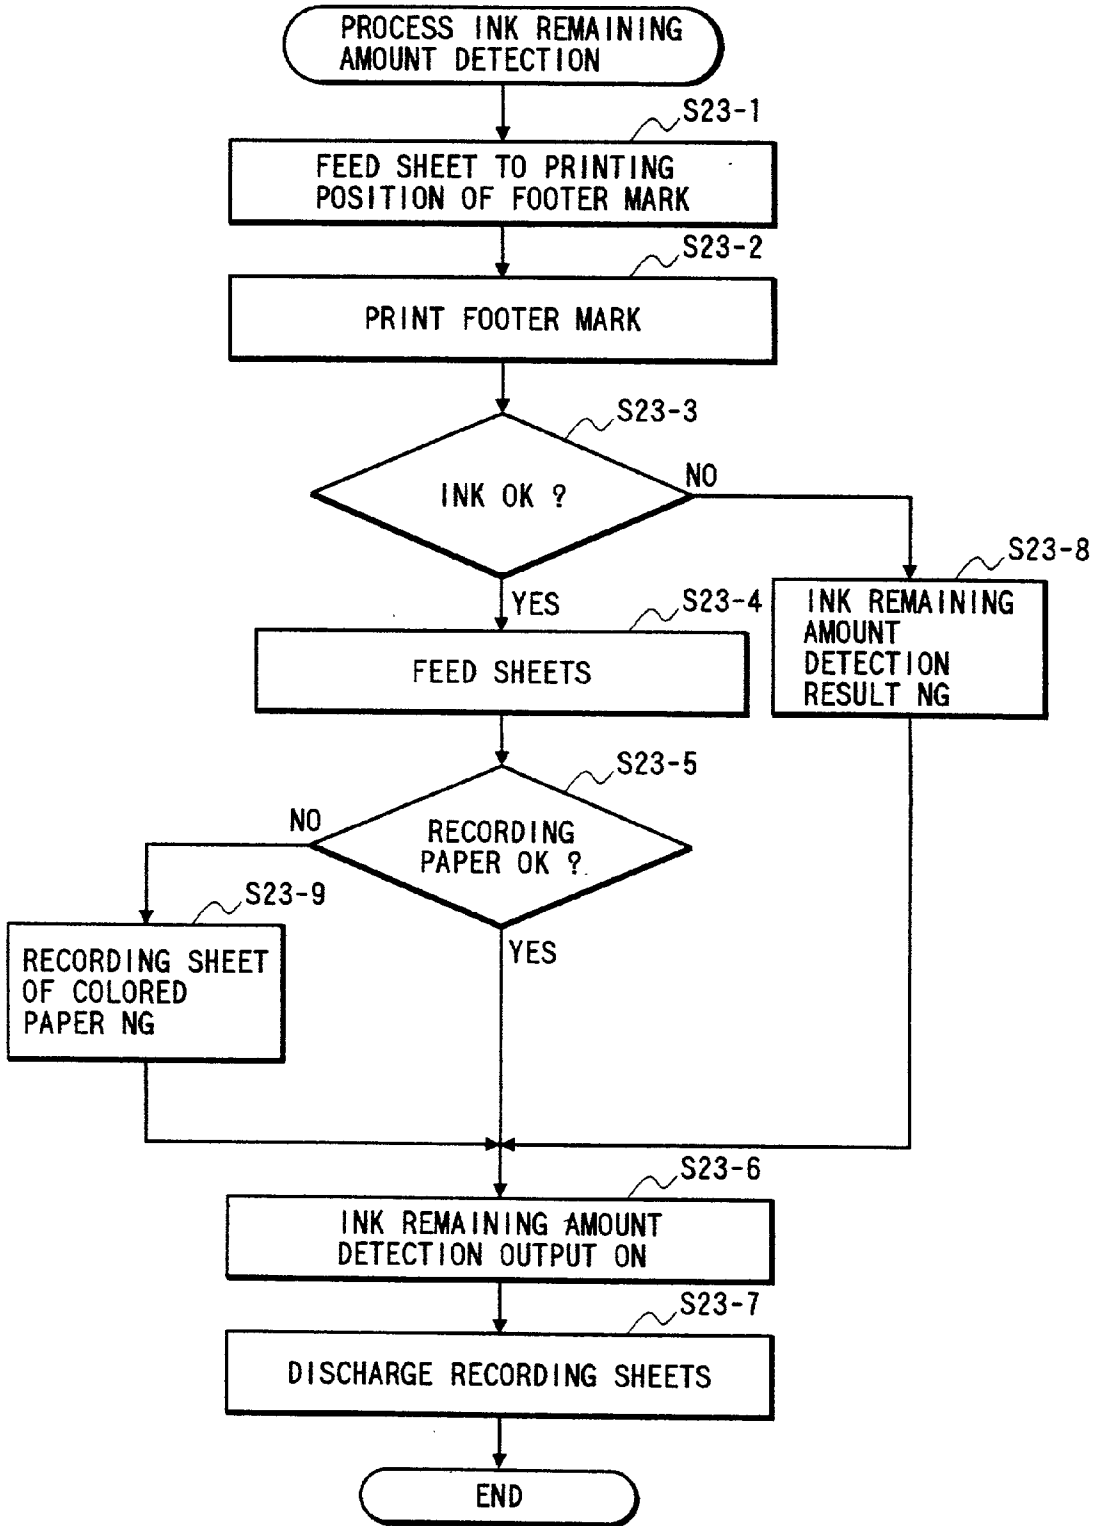 PROCESS INK REMAINING
AMOUNT DETECTION
S23-1
FEED SHEET TO PRINTING
POSITION OF FOOTER MARK
S23-2
PRINT FOOTER MARK
S23-3
INK OK ?
NO
YES
S23-8
INK REMAINING
AMOUNT
DETECTION
RESULT NG
S23-4
FEED SHEETS
S23-5
RECORDING
PAPER OK ?
NO
YES
S23-9
RECORDING SHEET
OF COLORED
PAPER NG
S23-6
INK REMAINING AMOUNT
DETECTION OUTPUT ON
S23-7
DISCHARGE RECORDING SHEETS
END